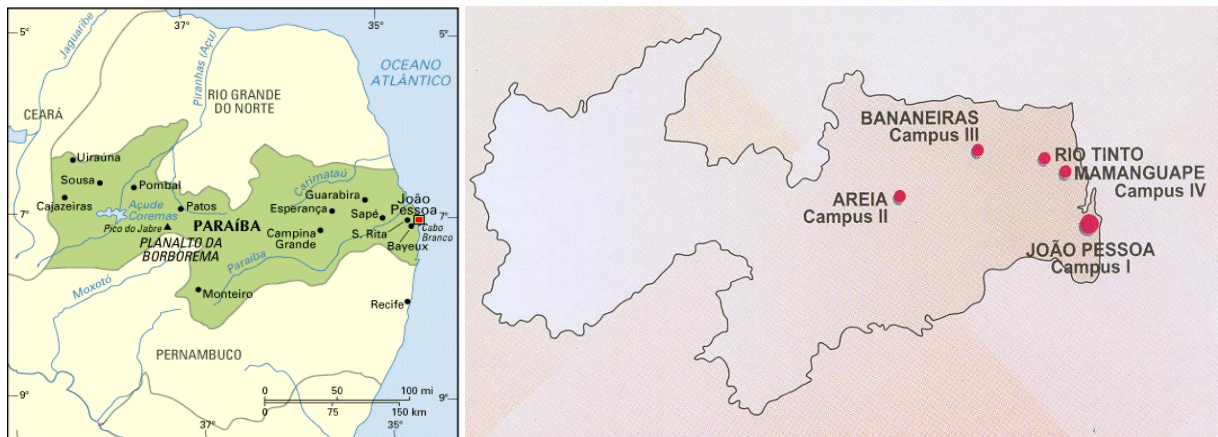 37°
35°
5°
5°
Jaguaribe
Piranhas (Açu)
OCEANO
ATLÂNTICO
CEARÁ
RIO GRANDE
DO NORTE
Uiraúna
Sousa
Pombal
Cajazeiras
Açude
Coremas
Patos
Pico do Jabre
PLANALTO DA
BORBOREMA
PARAÍBA
Carimataú
Guarabira
Esperança
Sapé
João
Pessoa
Campina
Grande
S. Rita
Bayeux
Cabo
Branco
7°
7°
Paraíba
Moxotó
Monteiro
Recife
PERNAMBUCO
0 50 100 mi
0 75 150 km
9°
9°
37°
35°
BANANEIRAS
Campus III
RIO TINTO
MAMANGUAPE
Campus IV
AREIA
Campus II
JOÃO PESSOA
Campus I